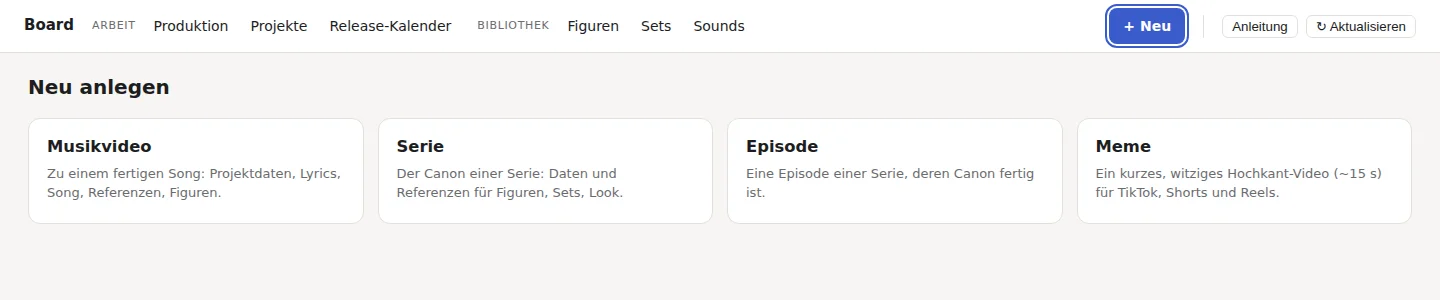 Board ARBEIT Produktion Projekte Release-Kalender BIBLIOTHEK Figuren Sets Sounds + Neu Anleitung ↻ Aktualisieren
Neu anlegen
Musikvideo
Zu einem fertigen Song: Projektdaten, Lyrics,
Song, Referenzen, Figuren.
Serie
Der Canon einer Serie: Daten und
Referenzen für Figuren, Sets, Look.
Episode
Eine Episode einer Serie, deren Canon fertig
ist.
Meme
Ein kurzes, witziges Hochkant-Video (~15 s)
für TikTok, Shorts und Reels.